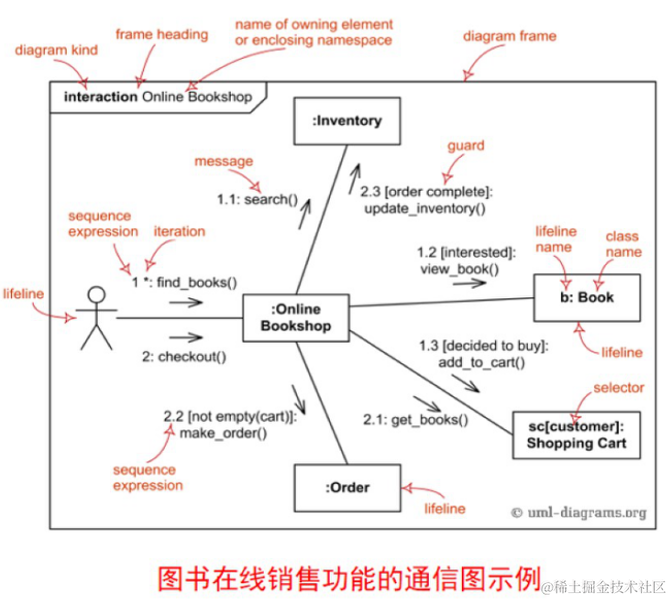 name of owning element
or enclosing namespace
frame heading
diagram kind
diagram frame
interaction Online Bookshop
:Inventory
message
guard
1.1: search()
2.3 [order complete]:
update_inventory()
sequence
expression
iteration
lifeline
name
class
name
1.2 [interested]:
view_book()
1 *: find_books()
lifeline
:Online
Bookshop
b: Book
2: checkout()
1.3 [decided to buy]:
add_to_cart()
lifeline
selector
2.2 [not empty(cart)]:
make_order()
2.1: get_books()
sc[customer]:
Shopping Cart
sequence
expression
:Order
lifeline
© uml-diagrams.org
图书在线销售功能的通信图示例
@稀土掘金技术社区